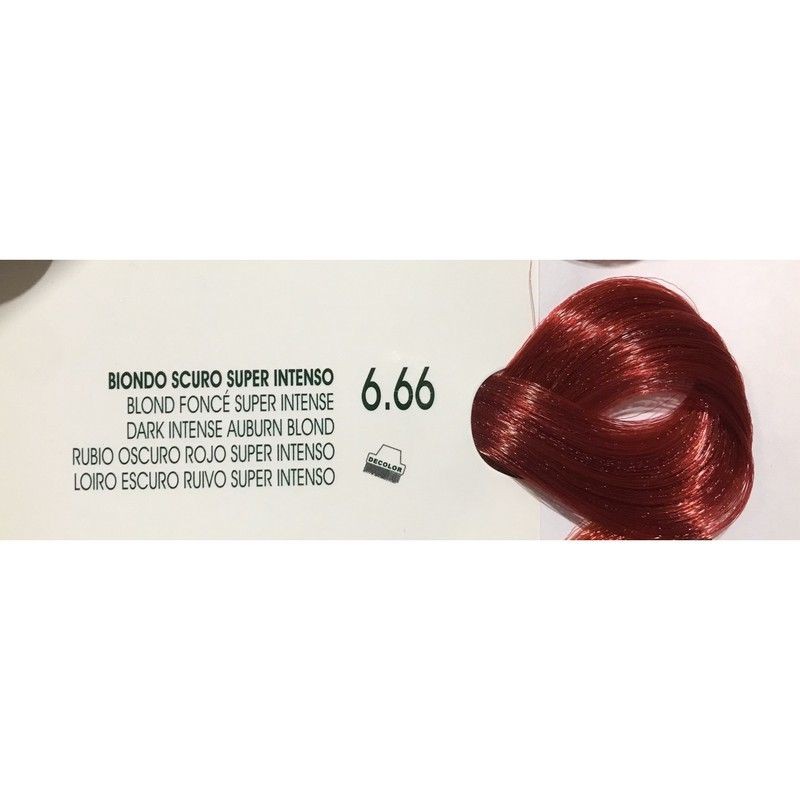 BIONDO SCURO SUPER INTENSO 6.66
BLOND FONCÉ SUPER INTENSE
DARK INTENSE AUBURN BLOND
RUBIO OSCURO ROJO SUPER INTENSO
LOIRO ESCURO RUIVO SUPER INTENSO
DECOLOR